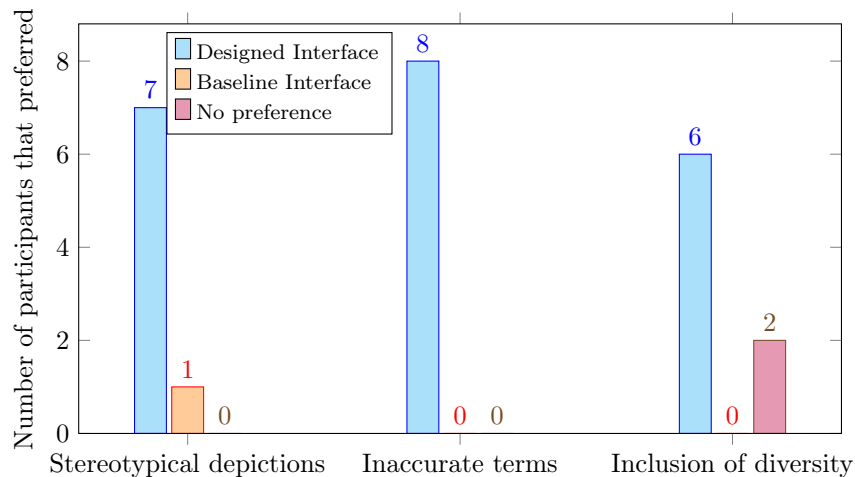 Number of participants that preferred
8
6
4
2
0
Designed Interface
Baseline Interface
No preference
7
1
0
8
0
0
6
0
2
Stereotypical depictions
Inaccurate terms
Inclusion of diversity